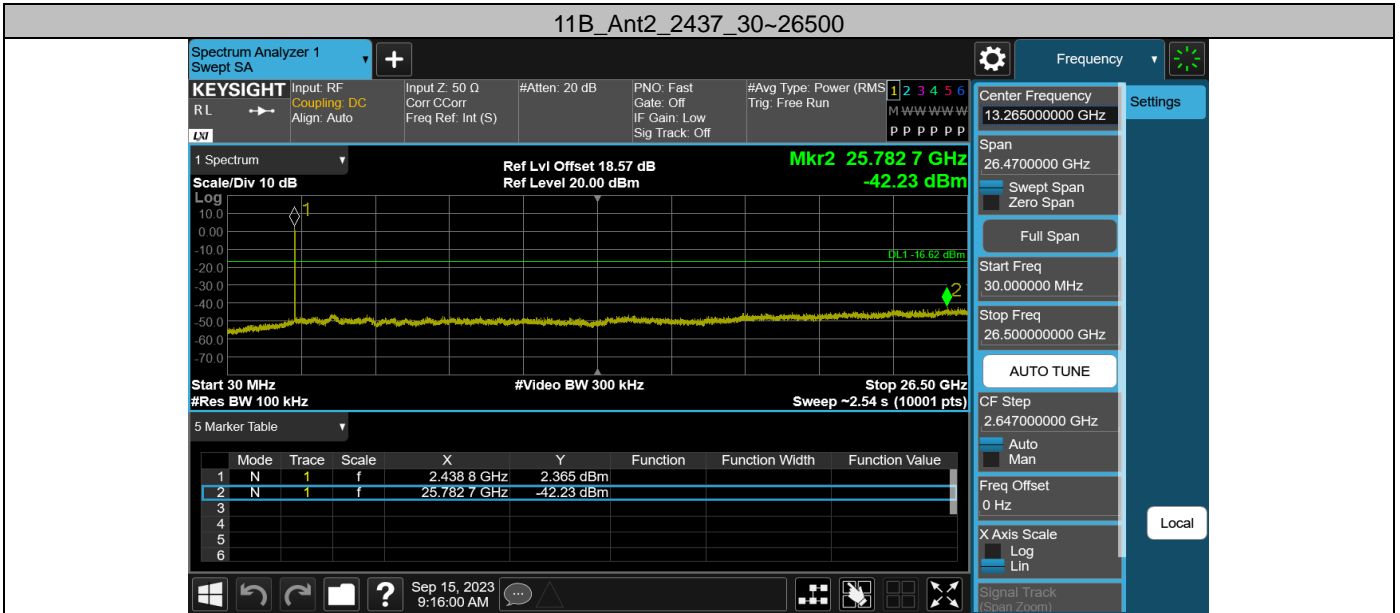 11B_Ant2_2437_30~26500
Spectrum Analyzer 1
Swept SA
Frequency
KEYSIGHT
R L
LXI
Input: RF
Coupling: DC
Align: Auto
Input Z: 50 Ω
Corr CCorr
Freq Ref: Int (S)
#Atten: 20 dB
PNO: Fast
Gate: Off
IF Gain: Low
Sig Track: Off
#Avg Type: Power (RMS
Trig: Free Run
1 2 3 4 5 6
M W W W W W
P P P P P P
1 Spectrum
Scale/Div 10 dB
Ref Lvl Offset 18.57 dB
Ref Level 20.00 dBm
Mkr2 25.782 7 GHz
-42.23 dBm
Log
10.0
0.00
-10.0
-20.0
-30.0
-40.0
-50.0
-60.0
-70.0
1
DL1 -16.62 dBm
2
Start 30 MHz
#Video BW 300 kHz
Stop 26.50 GHz
#Res BW 100 kHz
Sweep ~2.54 s (10001 pts)
5 Marker Table
Mode Trace Scale X Y Function Function Width Function Value
1 N 1 f 2.438 8 GHz 2.365 dBm
2 N 1 f 25.782 7 GHz -42.23 dBm
3
4
5
6
Sep 15, 2023
9:16:00 AM
Center Frequency
13.265000000 GHz
Settings
Span
26.4700000 GHz
Swept Span
Zero Span
Full Span
Start Freq
30.000000 MHz
Stop Freq
26.500000000 GHz
AUTO TUNE
CF Step
2.647000000 GHz
Auto
Man
Freq Offset
0 Hz
Local
X Axis Scale
Log
Lin
Signal Track
(Span Zoom)